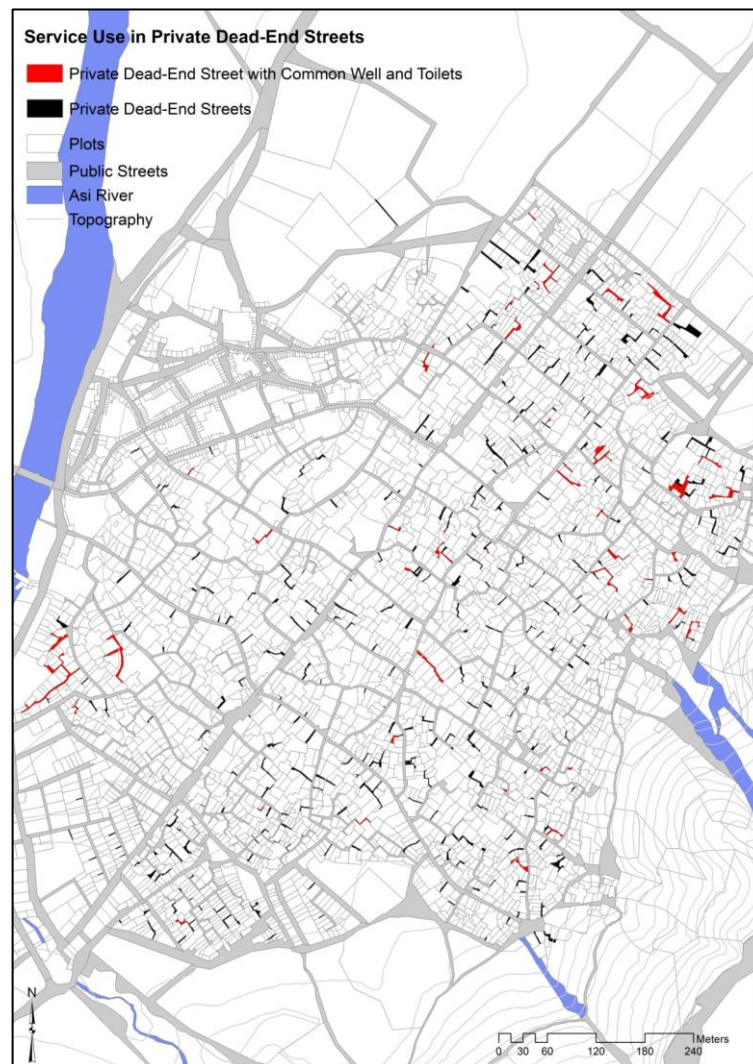 Service Use in Private Dead-End Streets
Private Dead-End Street with Common Well and Toilets
Private Dead-End Streets
Plots
Public Streets
Asi River
Topography
N
Meters
0 30 60 120 180 240